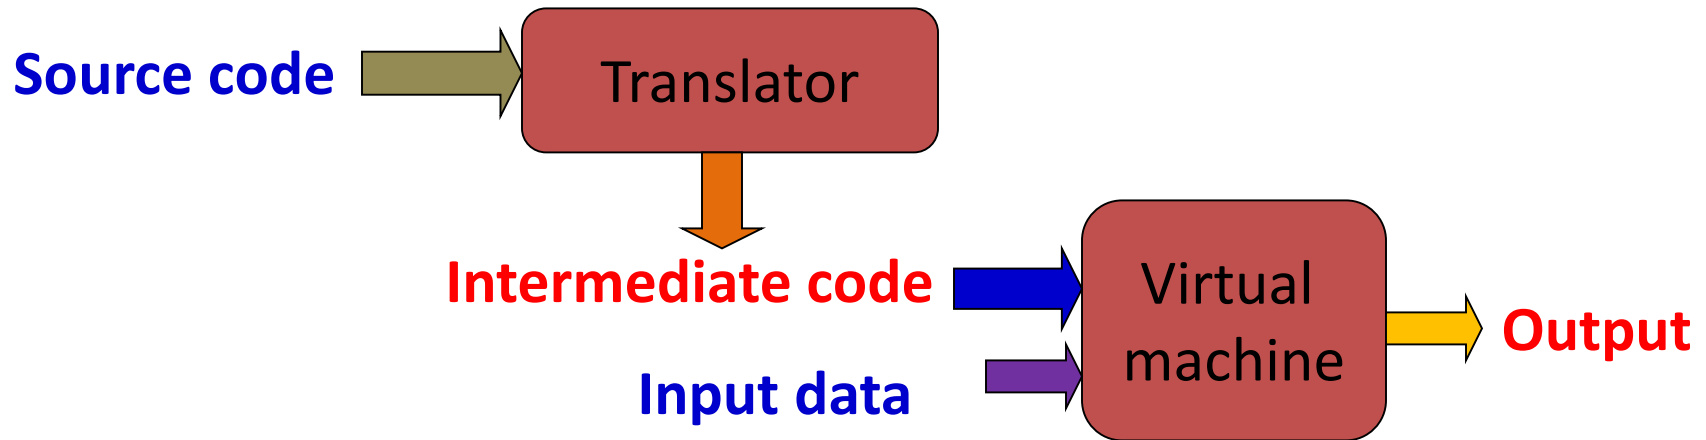 Source code
Translator
Intermediate code
Virtual
machine
Output
Input data